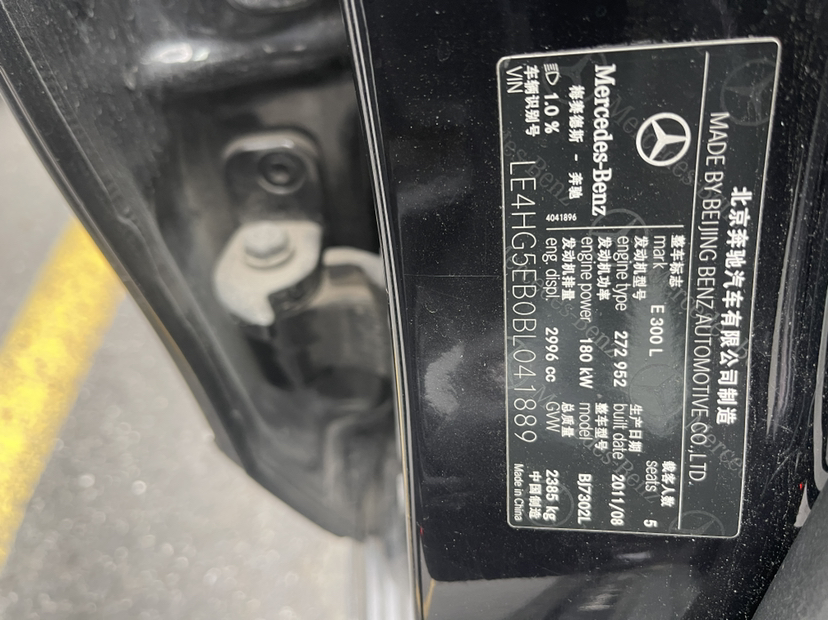 北京奔驰汽车有限公司制造
MADE BY BEIJING BENZ AUTOMOTIVE CO.,LTD.
Mercedes-Benz
梅赛德斯 - 奔驰
1.0 %
4041896
整车标志
mark E 300 L
乘客人数
seats 5
发动机型号
engine type 272 952
生产日期
built date 2011/08
发动机功率
engine power 180 kW
整车型号
model BJ7302L
发动机排量
eng. displ. 2996 cc
总质量
GVW 2385 kg
车辆识别号
VIN LE4HG5EB0BL041889
中国制造
Made in China